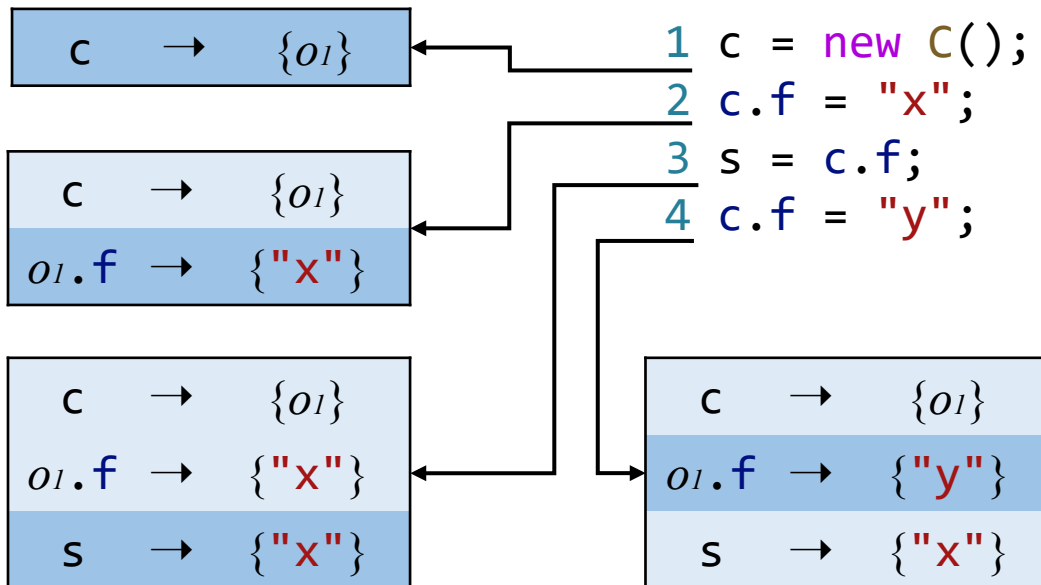 c → {o1}
1 c = new C();
2 c.f = "x";
3 s = c.f;
4 c.f = "y";
c → {o1}
o1.f → {"x"}
c → {o1}
o1.f → {"x"}
s → {"x"}
c → {o1}
o1.f → {"y"}
s → {"x"}